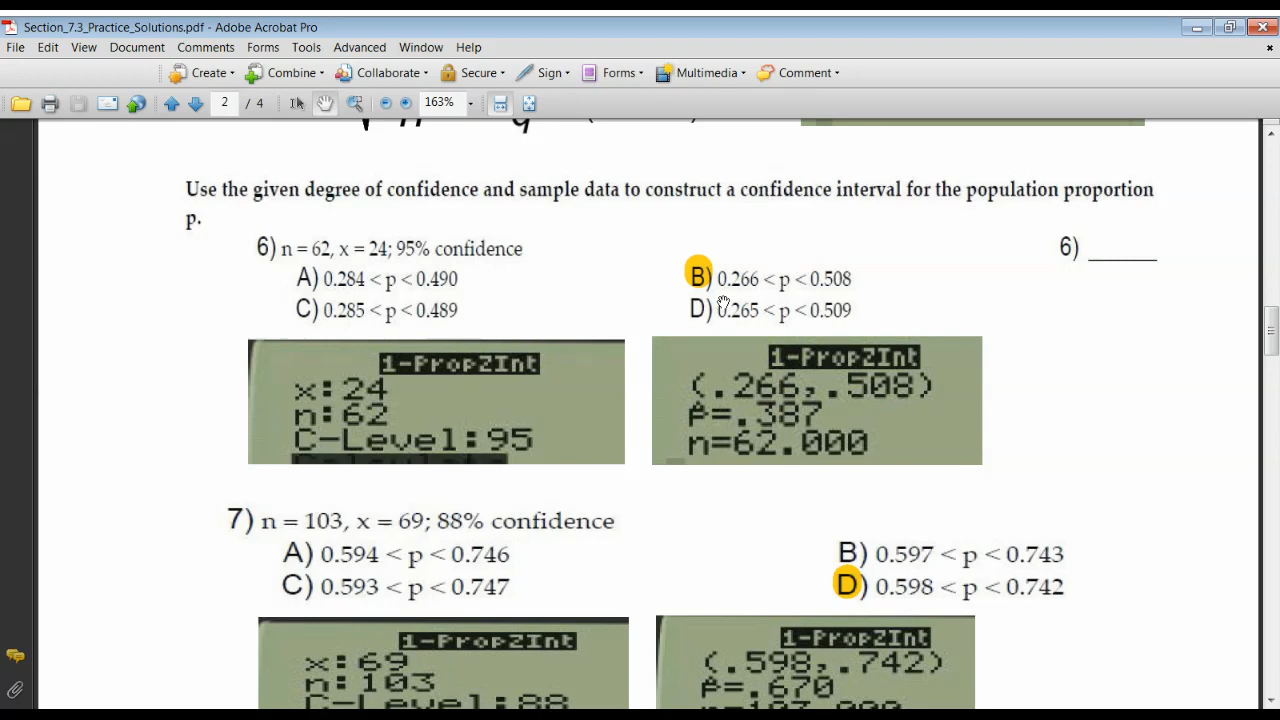 Section_7.3_Practice_Solutions.pdf - Adobe Acrobat Pro
File Edit View Document Comments Forms Tools Advanced Window Help
Create Combine Collaborate Secure Sign Forms Multimedia Comment
2 / 4 163%
Use the given degree of confidence and sample data to construct a confidence interval for the population proportion
p.
6) n = 62, x = 24; 95% confidence 6) ______
A) 0.284 < p < 0.490 B) 0.266 < p < 0.508
C) 0.285 < p < 0.489 D) 0.265 < p < 0.509
1-PropZInt
x:24
n:62
C-Level:95
1-PropZInt
(.266,.508)
p̂=.387
n=62.000
7) n = 103, x = 69; 88% confidence
A) 0.594 < p < 0.746 B) 0.597 < p < 0.743
C) 0.593 < p < 0.747 D) 0.598 < p < 0.742
1-PropZInt
x:69
n:103
C-Level:88
1-PropZInt
(.598,.742)
p̂=.670
n=103.000